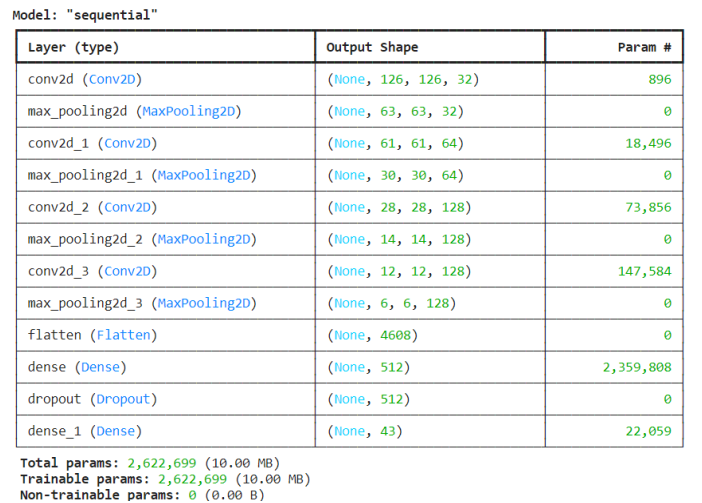 Model: "sequential"
Layer (type) Output Shape Param #
conv2d (Conv2D) (None, 126, 126, 32) 896
max_pooling2d (MaxPooling2D) (None, 63, 63, 32) 0
conv2d_1 (Conv2D) (None, 61, 61, 64) 18,496
max_pooling2d_1 (MaxPooling2D) (None, 30, 30, 64) 0
conv2d_2 (Conv2D) (None, 28, 28, 128) 73,856
max_pooling2d_2 (MaxPooling2D) (None, 14, 14, 128) 0
conv2d_3 (Conv2D) (None, 12, 12, 128) 147,584
max_pooling2d_3 (MaxPooling2D) (None, 6, 6, 128) 0
flatten (Flatten) (None, 4608) 0
dense (Dense) (None, 512) 2,359,808
dropout (Dropout) (None, 512) 0
dense_1 (Dense) (None, 43) 22,059
Total params: 2,622,699 (10.00 MB)
Trainable params: 2,622,699 (10.00 MB)
Non-trainable params: 0 (0.00 B)